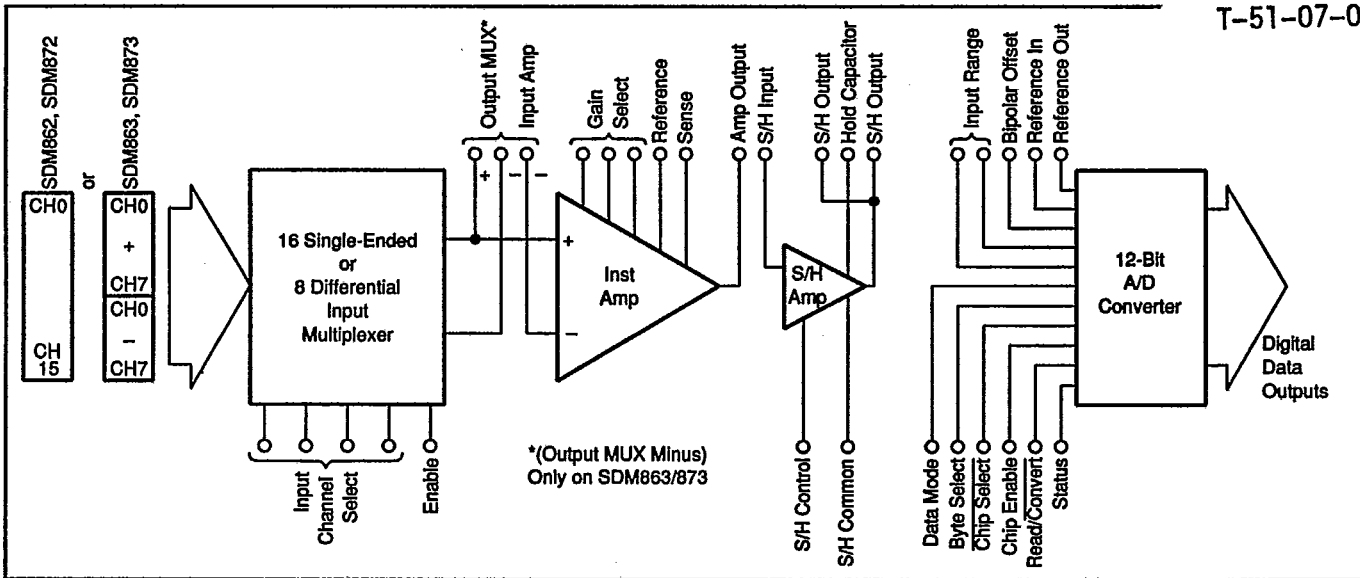 T-51-07-0
SDM862, SDM872
or
SDM863, SDM873
CH0
CH
15
CH0
+
CH7
CH0
−
CH7
16 Single-Ended
or
8 Differential
Input
Multiplexer
Input
Channel
Select
Enable
Output MUX*
Input Amp
+
−
−
Gain
Select
Reference
Sense
+
Inst
Amp
−
*(Output MUX Minus)
Only on SDM863/873
Amp Output
S/H Input
S/H Output
Hold Capacitor
S/H Output
S/H
Amp
S/H Control
S/H Common
Input Range
Bipolar Offset
Reference In
Reference Out
12-Bit
A/D
Converter
Data Mode
Byte Select
Chip Select
Chip Enable
Read/Convert
Status
Digital
Data
Outputs